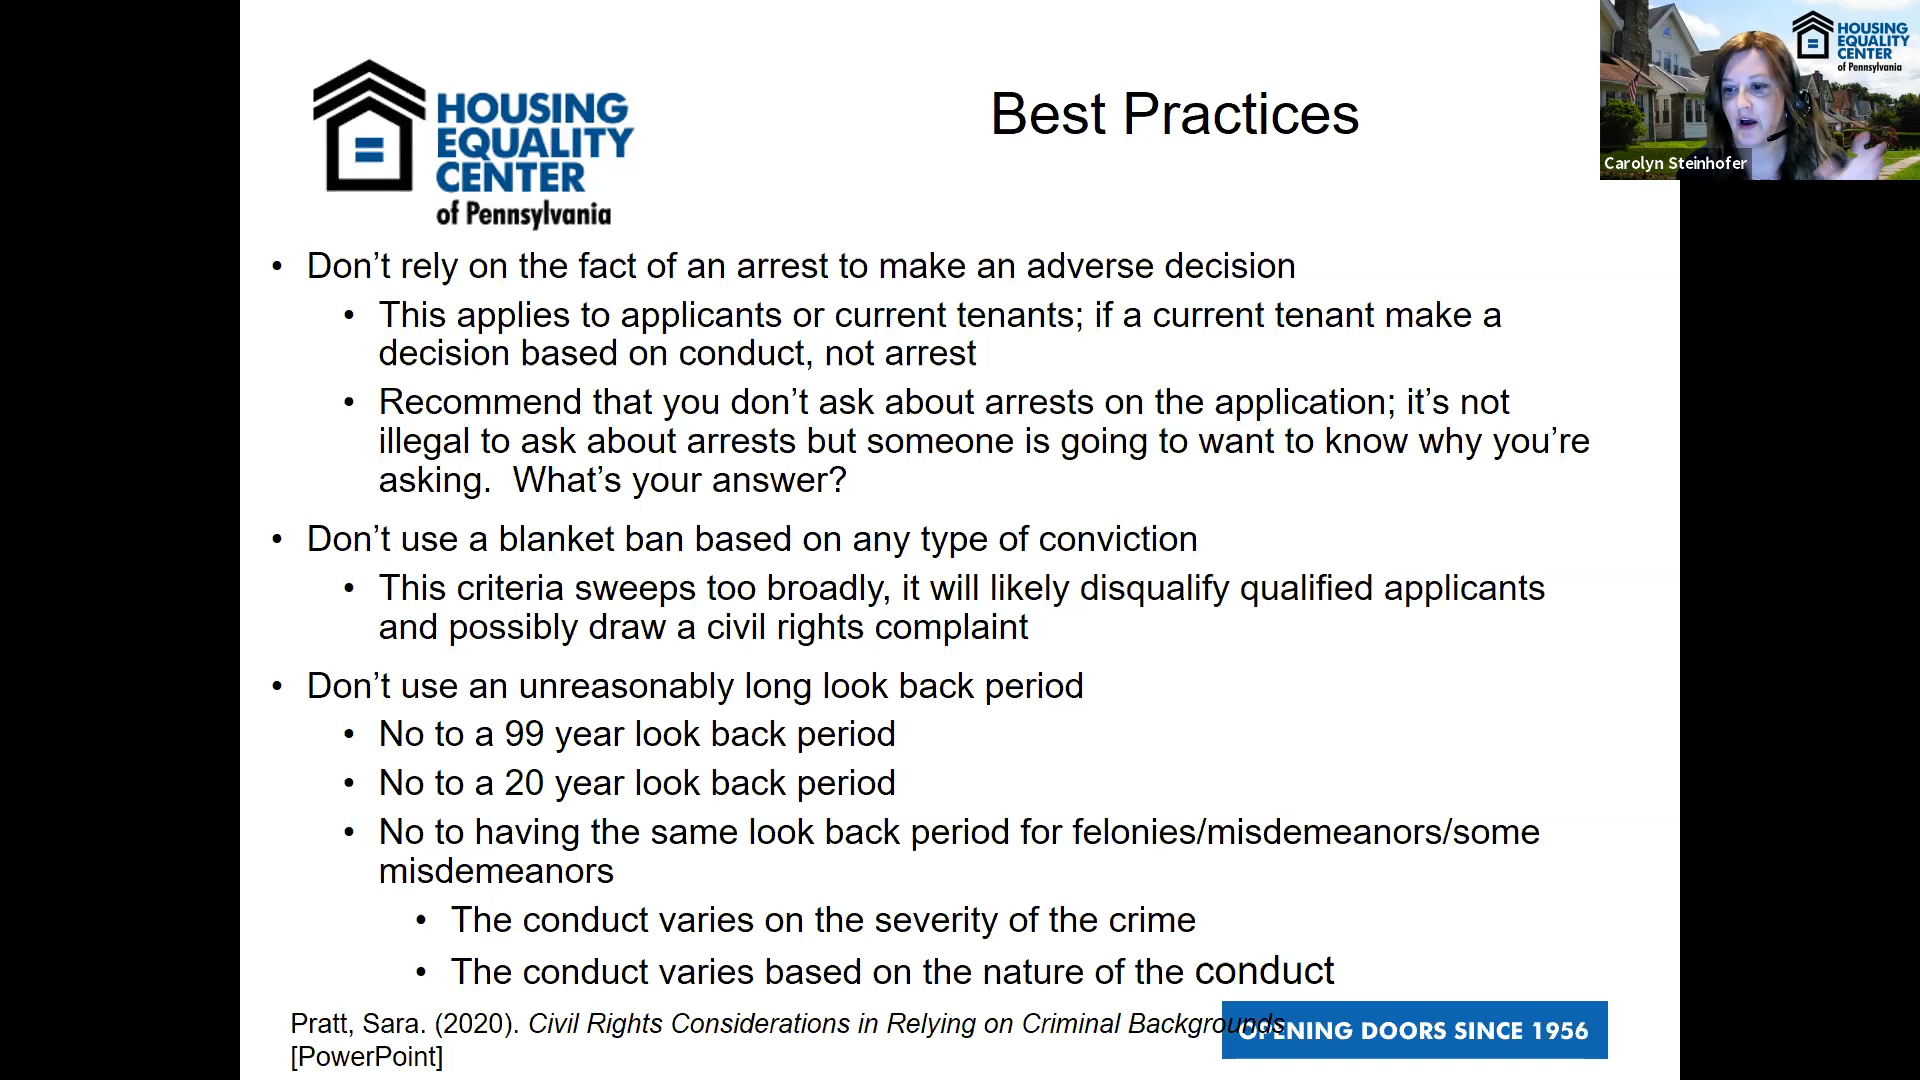 HOUSING
EQUALITY
CENTER
of Pennsylvania
Best Practices
HOUSING
EQUALITY
CENTER
of Pennsylvania
Carolyn Steinhofer
• Don’t rely on the fact of an arrest to make an adverse decision
• This applies to applicants or current tenants; if a current tenant make a
decision based on conduct, not arrest
• Recommend that you don’t ask about arrests on the application; it’s not
illegal to ask about arrests but someone is going to want to know why you’re
asking.  What’s your answer?
• Don’t use a blanket ban based on any type of conviction
• This criteria sweeps too broadly, it will likely disqualify qualified applicants
and possibly draw a civil rights complaint
• Don’t use an unreasonably long look back period
• No to a 99 year look back period
• No to a 20 year look back period
• No to having the same look back period for felonies/misdemeanors/some
misdemeanors
• The conduct varies on the severity of the crime
• The conduct varies based on the nature of the conduct
Pratt, Sara. (2020). Civil Rights Considerations in Relying on Criminal Backgrounds
[PowerPoint]
OPENING DOORS SINCE 1956